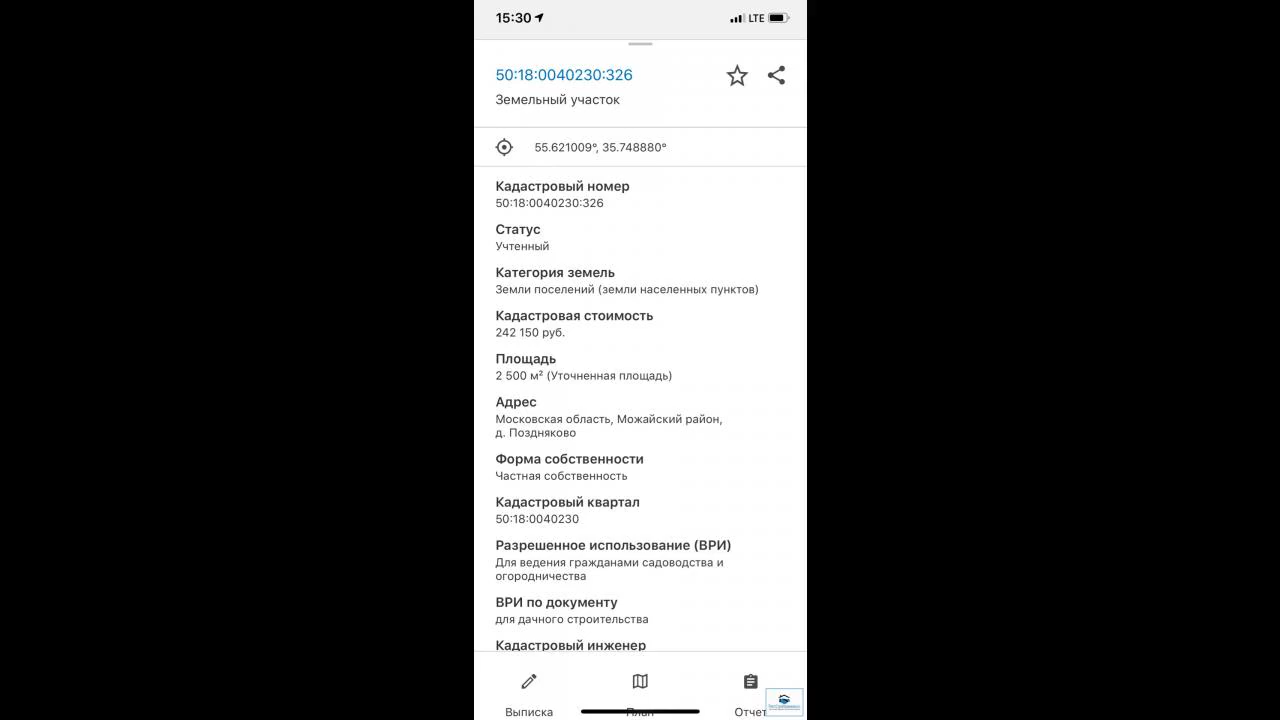 15:30
LTE
50:18:0040230:326
Земельный участок
55.621009°, 35.748880°
Кадастровый номер
50:18:0040230:326
Статус
Учтенный
Категория земель
Земли поселений (земли населенных пунктов)
Кадастровая стоимость
242 150 руб.
Площадь
2 500 м² (Уточненная площадь)
Адрес
Московская область, Можайский район,
д. Поздняково
Форма собственности
Частная собственность
Кадастровый квартал
50:18:0040230
Разрешенное использование (ВРИ)
Для ведения гражданами садоводства и
огородничества
ВРИ по документу
для дачного строительства
Кадастровый инженер
Выписка
План
Отчет